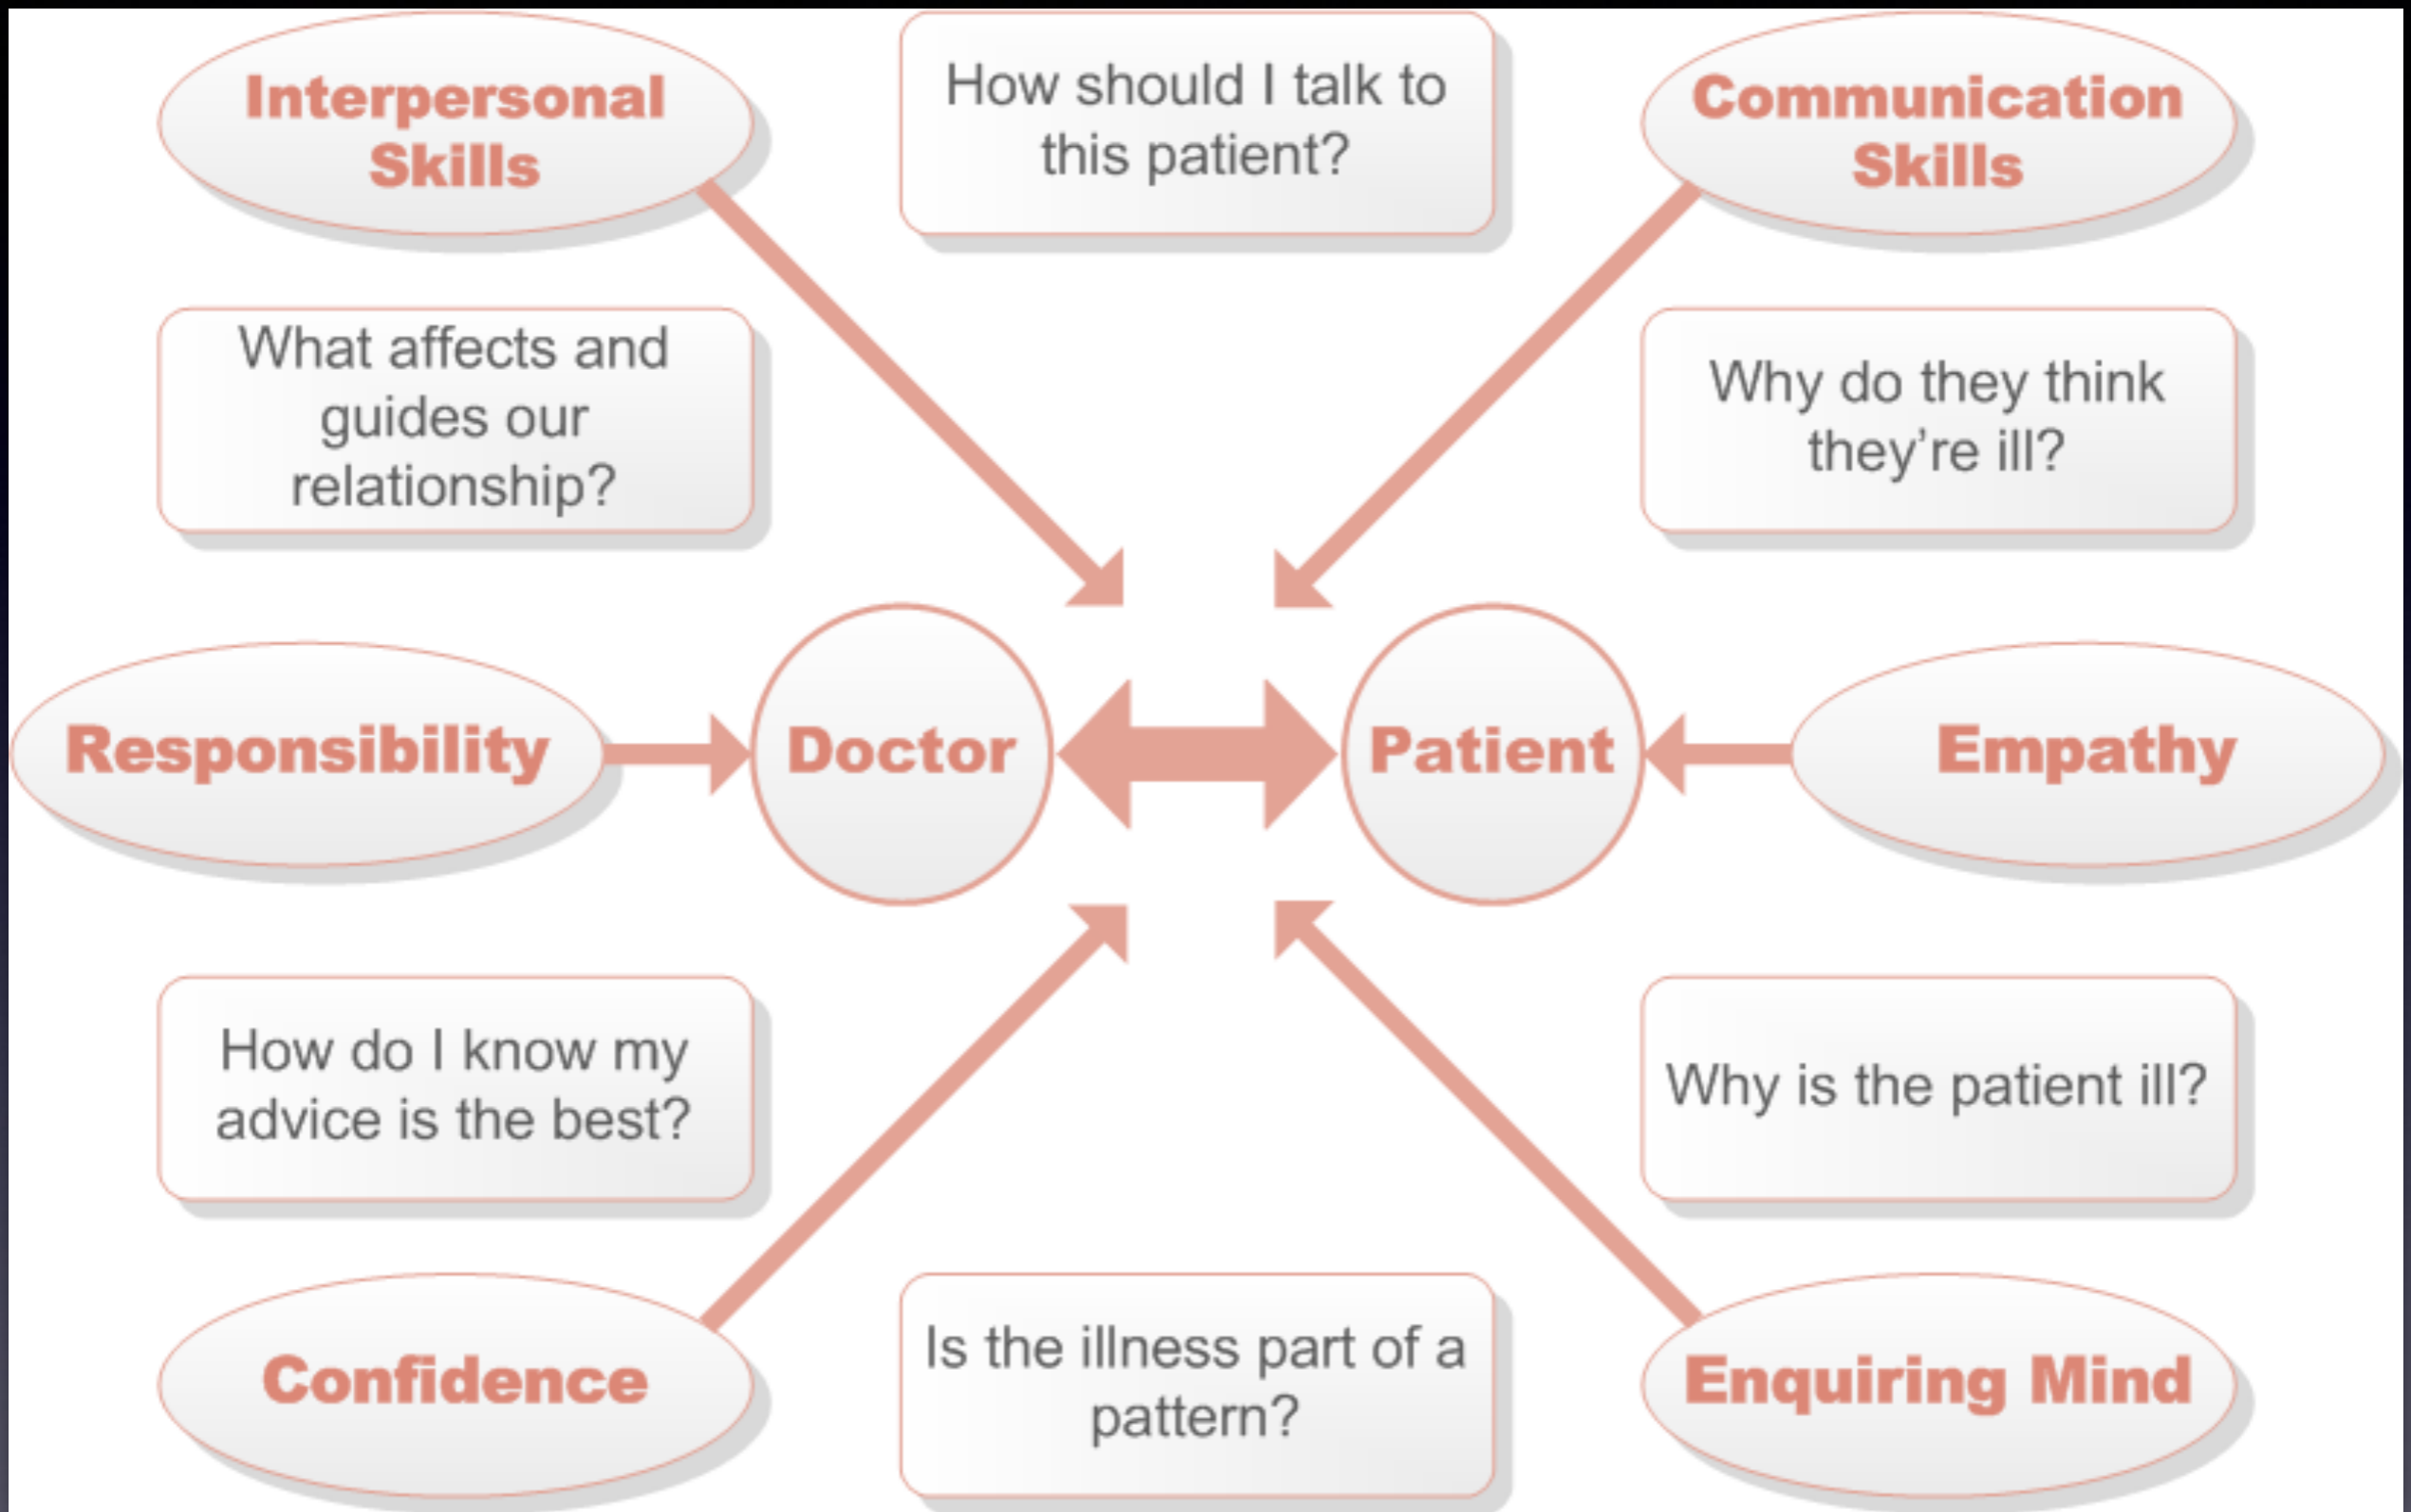 Interpersonal
Skills
How should I talk to
this patient?
Communication
Skills
What affects and
guides our
relationship?
Why do they think
they’re ill?
Responsibility
Doctor
Patient
Empathy
How do I know my
advice is the best?
Why is the patient ill?
Confidence
Is the illness part of a
pattern?
Enquiring Mind